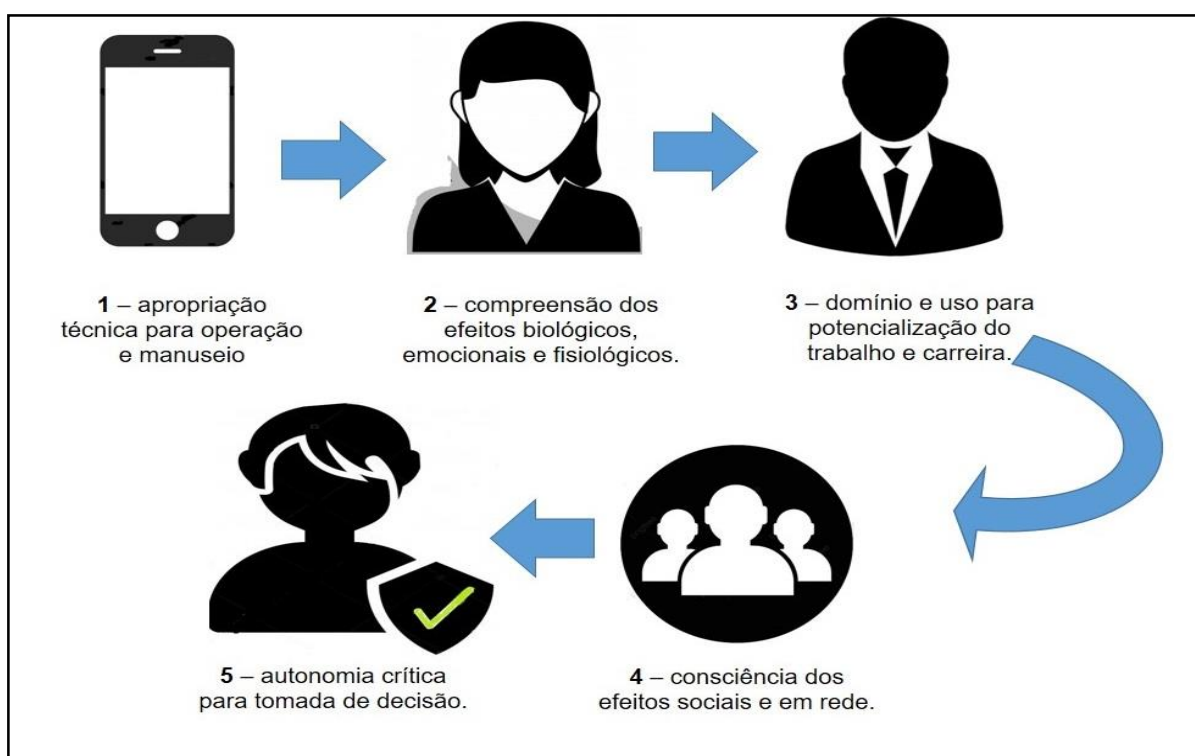 1 – apropriação
técnica para operação
e manuseio
2 – compreensão dos
efeitos biológicos,
emocionais e fisiológicos.
3 – domínio e uso para
potencialização do
trabalho e carreira.
4 – consciência dos
efeitos sociais e em rede.
5 – autonomia crítica
para tomada de decisão.